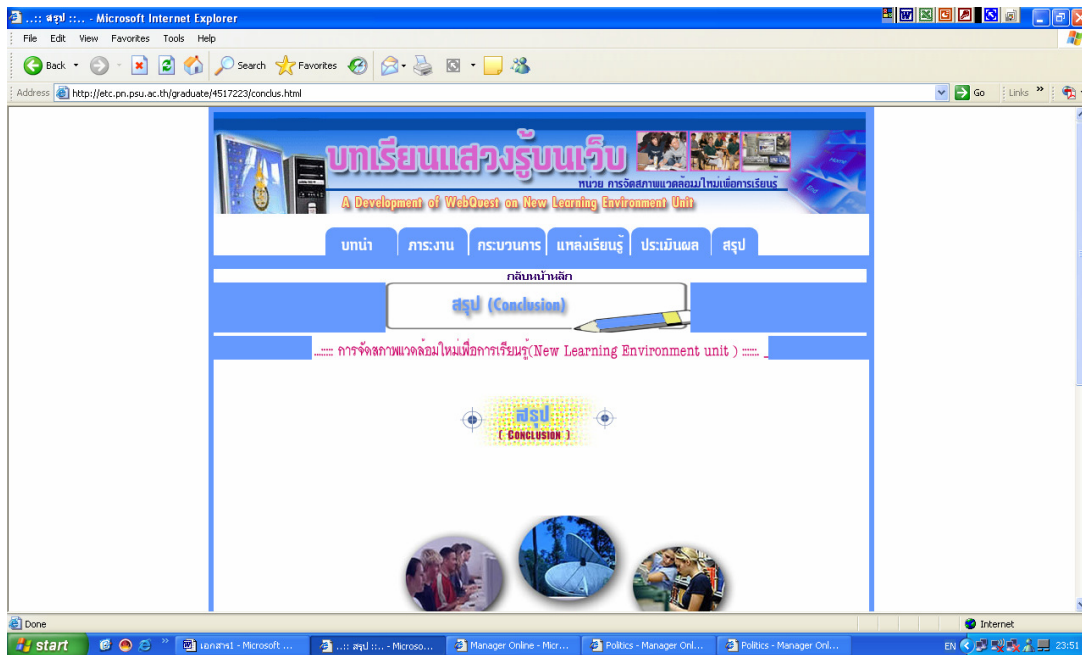 ..:: สรุป ::.. - Microsoft Internet Explorer
File Edit View Favorites Tools Help
Back Search Favorites
Address http://etc.pn.psu.ac.th/graduate/4517223/conclus.html Go Links »
บทเรียนแสวงรู้บนเว็บ
หน่วย การจัดสภาพแวดล้อมใหม่เพื่อการเรียนรู้
A Development of WebQuest on New Learning Environment Unit
Home
End
บทนำ ภาระงาน กระบวนการ แหล่งเรียนรู้ ประเมินผล สรุป
กลับหน้าหลัก
สรุป (Conclusion)
...:::: การจัดสภาพแวดล้อมใหม่เพื่อการเรียนรู้(New Learning Environment unit ) ::::::. _
สรุป
( Conclusion )
Done Internet
start เอกสาร1 - Microsoft ... ..:: สรุป ::.. - Microso... Manager Online - Micr... Politics - Manager Onl... Politics - Manager Onl... EN 23:51